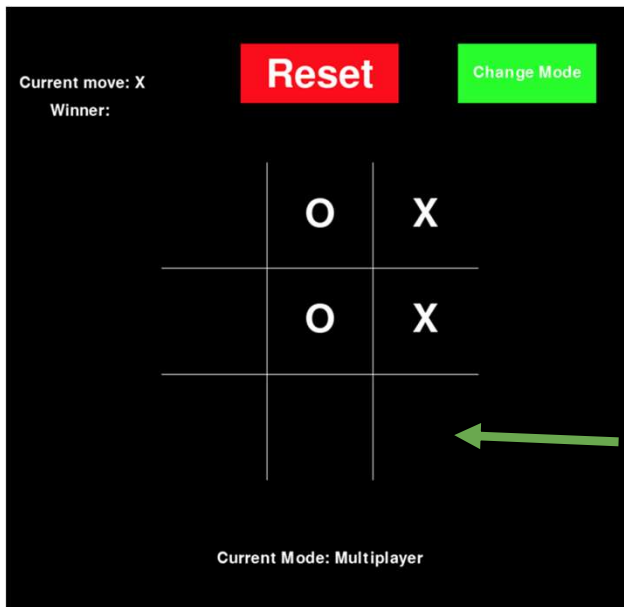 Reset
Change Mode
Current move: X
Winner:
O X
O X
Current Mode: Multiplayer